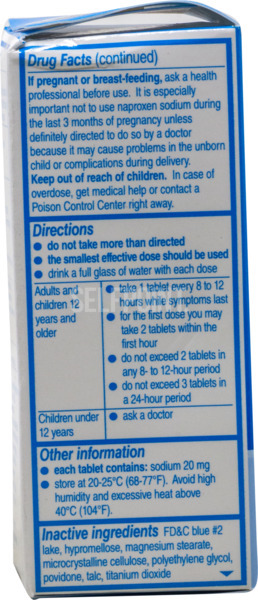 Drug Facts (continued)
If pregnant or breast-feeding, ask a health
professional before use. It is especially
important not to use naproxen sodium during
the last 3 months of pregnancy unless
definitely directed to do so by a doctor
because it may cause problems in the unborn
child or complications during delivery.
Keep out of reach of children. In case of
overdose, get medical help or contact a
Poison Control Center right away.
Directions
● do not take more than directed
● the smallest effective dose should be used
● drink a full glass of water with each dose
Adults and
children 12
years and
older
● take 1 tablet every 8 to 12
hours while symptoms last
● for the first dose you may
take 2 tablets within the
first hour
● do not exceed 2 tablets in
any 8- to 12-hour period
● do not exceed 3 tablets in
a 24-hour period
Children under
12 years
● ask a doctor
Other information
● each tablet contains: sodium 20 mg
● store at 20-25°C (68-77°F). Avoid high
humidity and excessive heat above
40°C (104°F).
Inactive ingredients FD&C blue #2
lake, hypromellose, magnesium stearate,
microcrystalline cellulose, polyethylene glycol,
povidone, talc, titanium dioxide